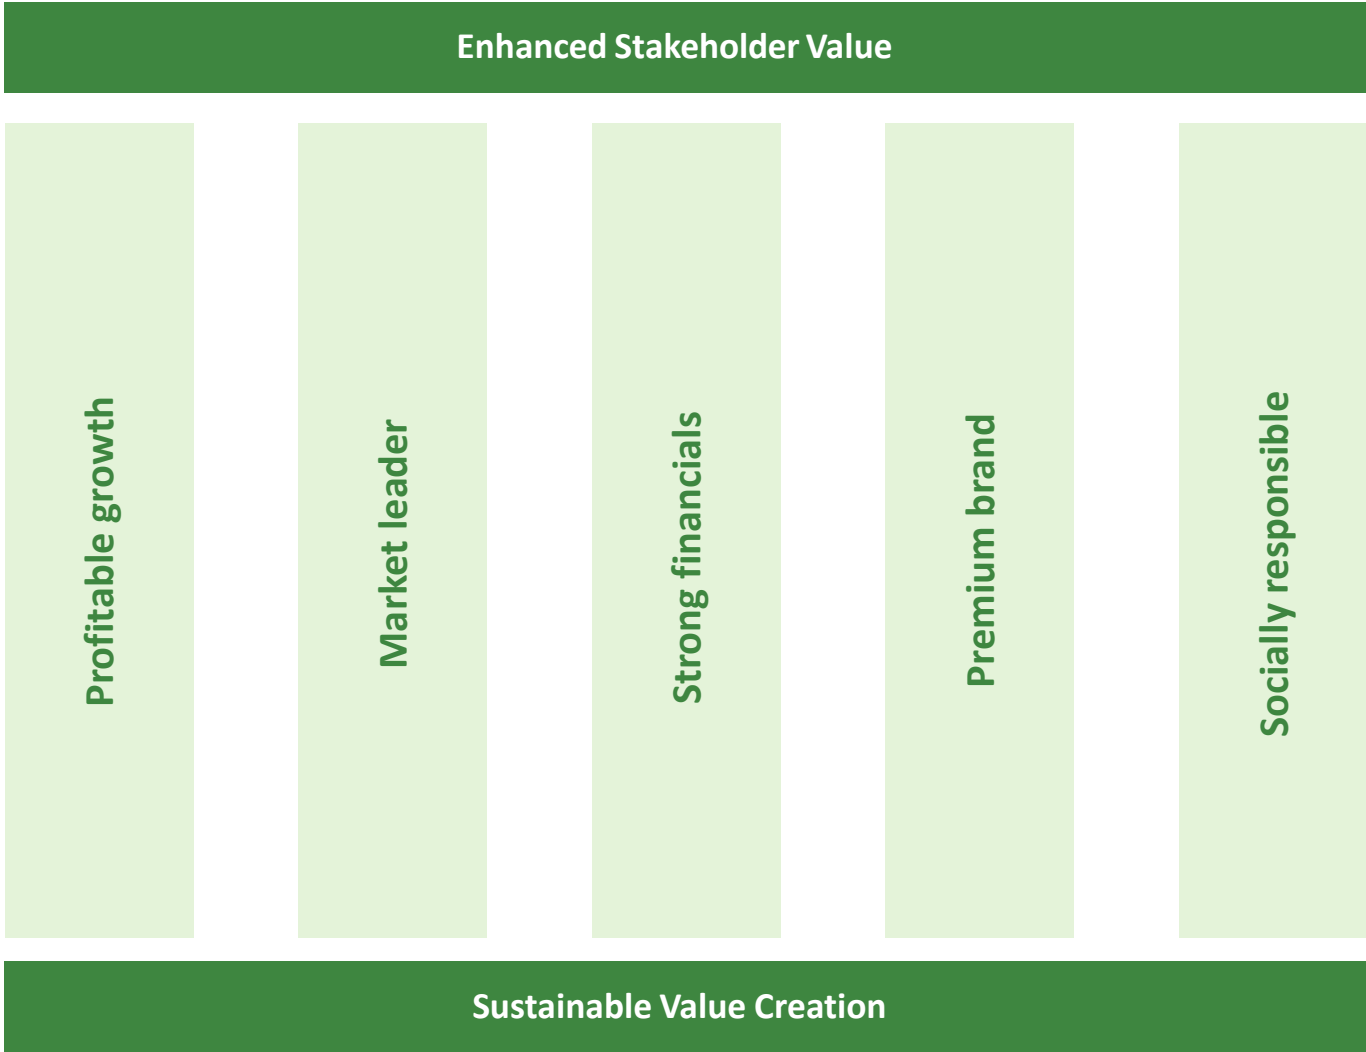 Enhanced Stakeholder Value
Profitable growth
Market leader
Strong financials
Premium brand
Socially responsible
Sustainable Value Creation